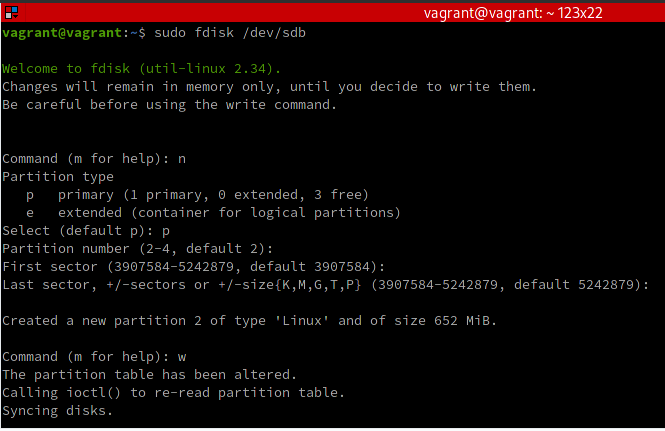 vagrant@vagrant: ~ 123x22
vagrant@vagrant:~$ sudo fdisk /dev/sdb
Welcome to fdisk (util-linux 2.34).
Changes will remain in memory only, until you decide to write them.
Be careful before using the write command.
Command (m for help): n
Partition type
p   primary (1 primary, 0 extended, 3 free)
e   extended (container for logical partitions)
Select (default p): p
Partition number (2-4, default 2):
First sector (3907584-5242879, default 3907584):
Last sector, +/-sectors or +/-size{K,M,G,T,P} (3907584-5242879, default 5242879):
Created a new partition 2 of type 'Linux' and of size 652 MiB.
Command (m for help): w
The partition table has been altered.
Calling ioctl() to re-read partition table.
Syncing disks.